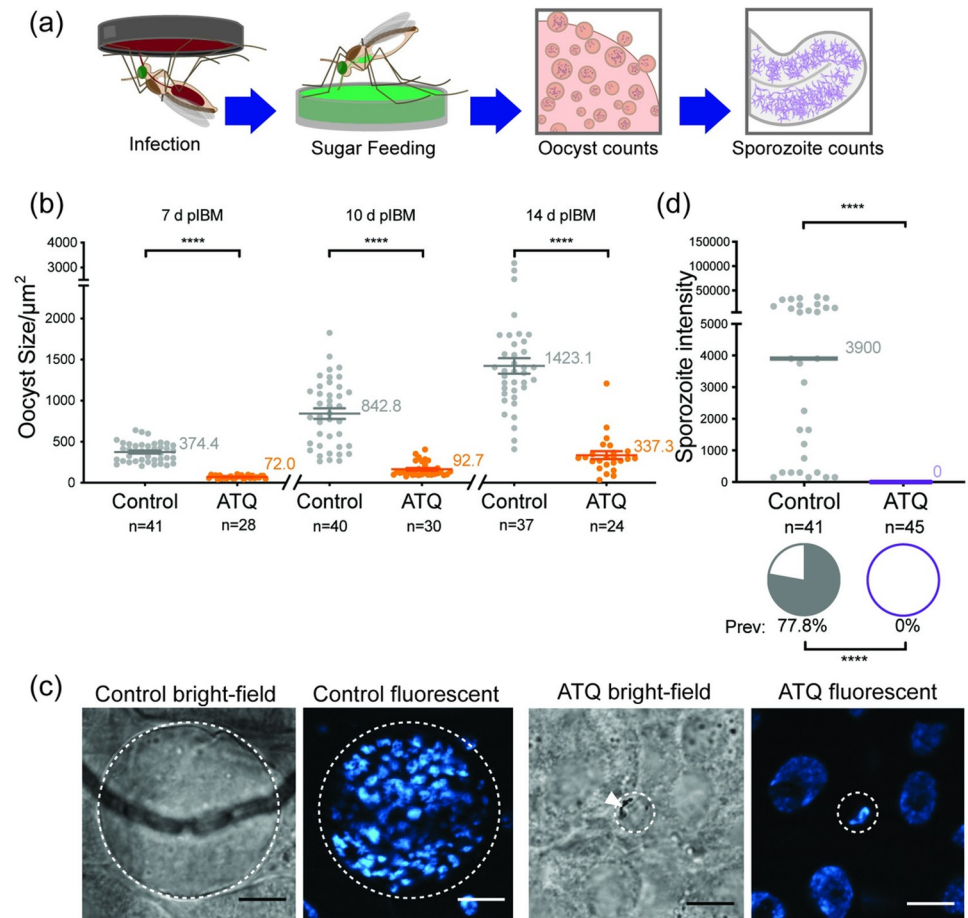 (a)
Infection
Sugar Feeding
Oocyst counts
Sporozoite counts
(b)
7 d pIBM
10 d pIBM
14 d pIBM
****
****
****
Oocyst Size/µm²
4000
3000
2000
1500
1000
500
0
374.4
72.0
842.8
92.7
1423.1
337.3
Control
ATQ
Control
ATQ
Control
ATQ
n=41
n=28
n=40
n=30
n=37
n=24
(d)
****
Sporozoite intensity
150000
100000
50000
5000
4000
3000
2000
1000
0
3900
0
Control
ATQ
n=41
n=45
Prev: 77.8%
0%
****
(c)
Control bright-field
Control fluorescent
ATQ bright-field
ATQ fluorescent